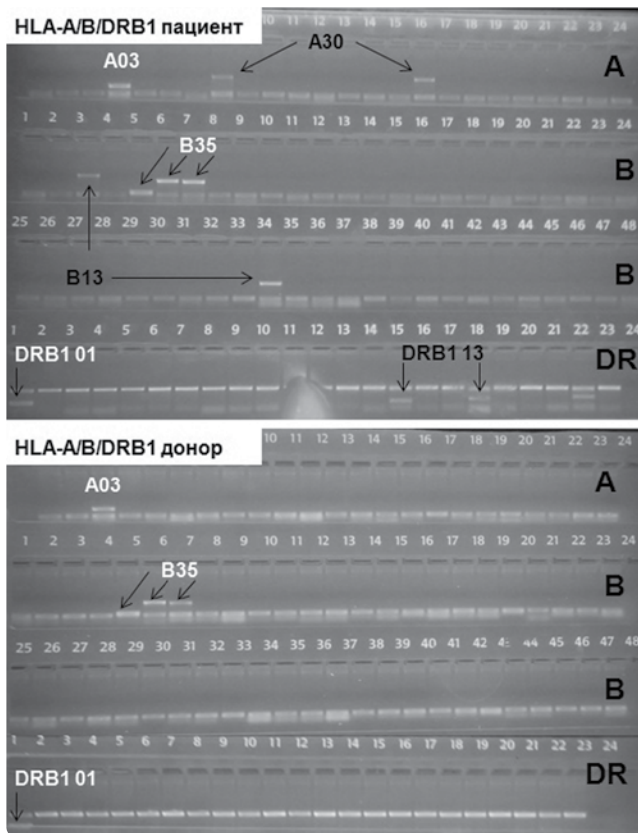 HLA-A/B/DRB1 пациент
10 11 12 13 14 15 16 17 18 19 20 21 22 23 24
A30
A03
A
1 2 3 4 5 6 7 8 9 10 11 12 13 14 15 16 17 18 19 20 21 22 23 24
B35
B
25 26 27 28 29 30 31 32 33 34 35 36 37 38 39 40 41 42 43 44 45 46 47 48
B13
B
1 2 3 4 5 6 7 8 9 10 11 12 13 14 15 16 17 18 19 20 21 22 23 24
DRB1 01
DRB1 13
DR
HLA-A/B/DRB1 донор
10 11 12 13 14 15 16 17 18 19 20 21 22 23 24
A03
A
1 2 3 4 5 6 7 8 9 10 11 12 13 14 15 16 17 18 19 20 21 22 23 24
B35
B
25 26 27 28 29 30 31 32 33 34 35 36 37 38 39 40 41 42 44 45 46 47 48
B
1 2 3 4 5 6 7 8 9 10 11 12 13 14 15 16 17 18 19 20 21 22 23 24
DRB1 01
DR